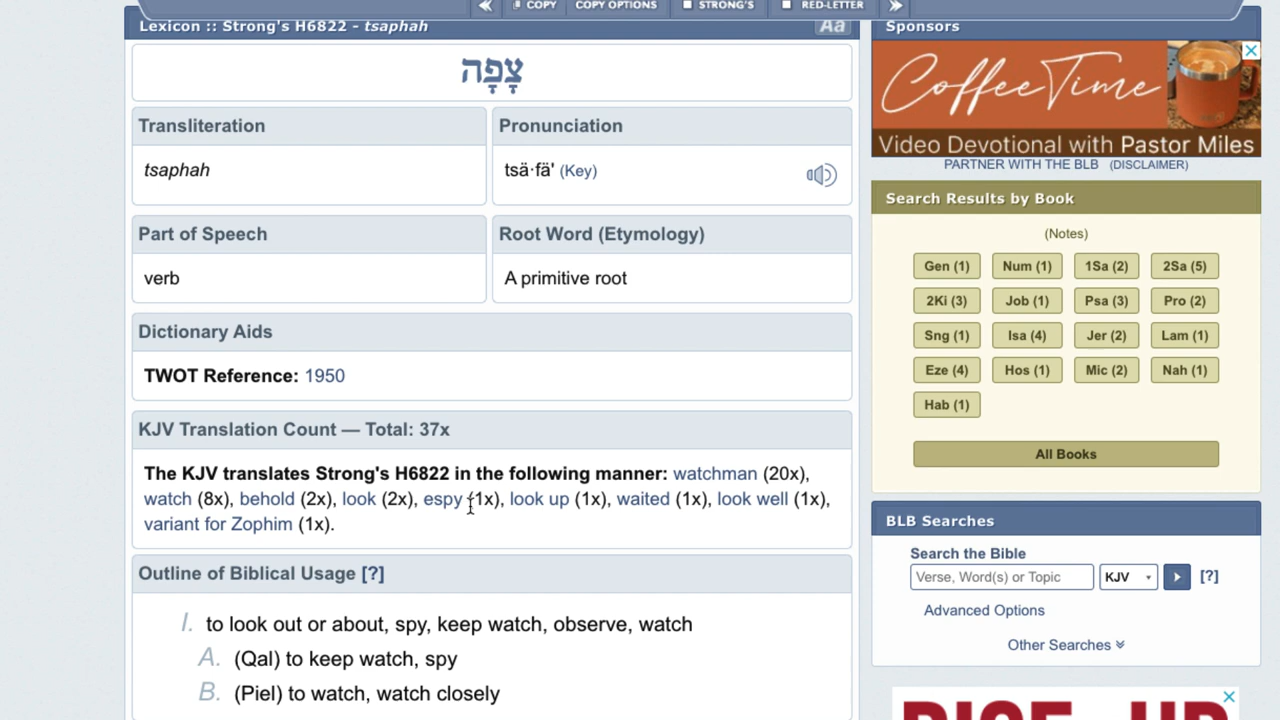 COPY COPY OPTIONS STRONG'S RED-LETTER
Lexicon :: Strong's H6822 - tsaphah
Aa
צָפָה
Transliteration
tsaphah
Pronunciation
tsä·fä' (Key)
Part of Speech
verb
Root Word (Etymology)
A primitive root
Dictionary Aids
TWOT Reference: 1950
KJV Translation Count — Total: 37x
The KJV translates Strong's H6822 in the following manner: watchman (20x),
watch (8x), behold (2x), look (2x), espy (1x), look up (1x), waited (1x), look well (1x),
variant for Zophim (1x).
Outline of Biblical Usage [?]
I. to look out or about, spy, keep watch, observe, watch
A. (Qal) to keep watch, spy
B. (Piel) to watch, watch closely
Sponsors
CoffeeTime
Video Devotional with Pastor Miles
PARTNER WITH THE BLB (DISCLAIMER)
Search Results by Book
(Notes)
Gen (1) Num (1) 1Sa (2) 2Sa (5)
2Ki (3) Job (1) Psa (3) Pro (2)
Sng (1) Isa (4) Jer (2) Lam (1)
Eze (4) Hos (1) Mic (2) Nah (1)
Hab (1)
All Books
BLB Searches
Search the Bible
Verse, Word(s) or Topic KJV [?]
Advanced Options
Other Searches